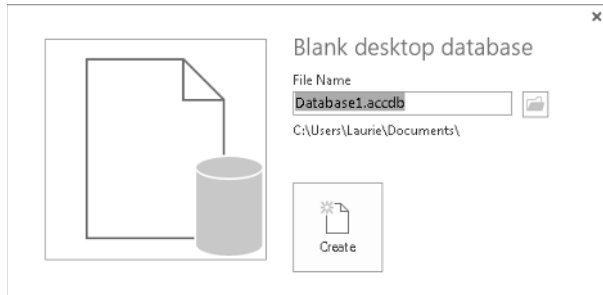 Blank desktop database
File Name
Database1.accdb
C:\Users\Laurie\Documents\
Create